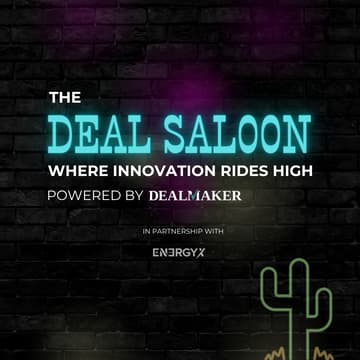 THE
DEAL SALOON
WHERE INNOVATION RIDES HIGH
POWERED BY DEALMAKER
IN PARTNERSHIP WITH
ENERGYX